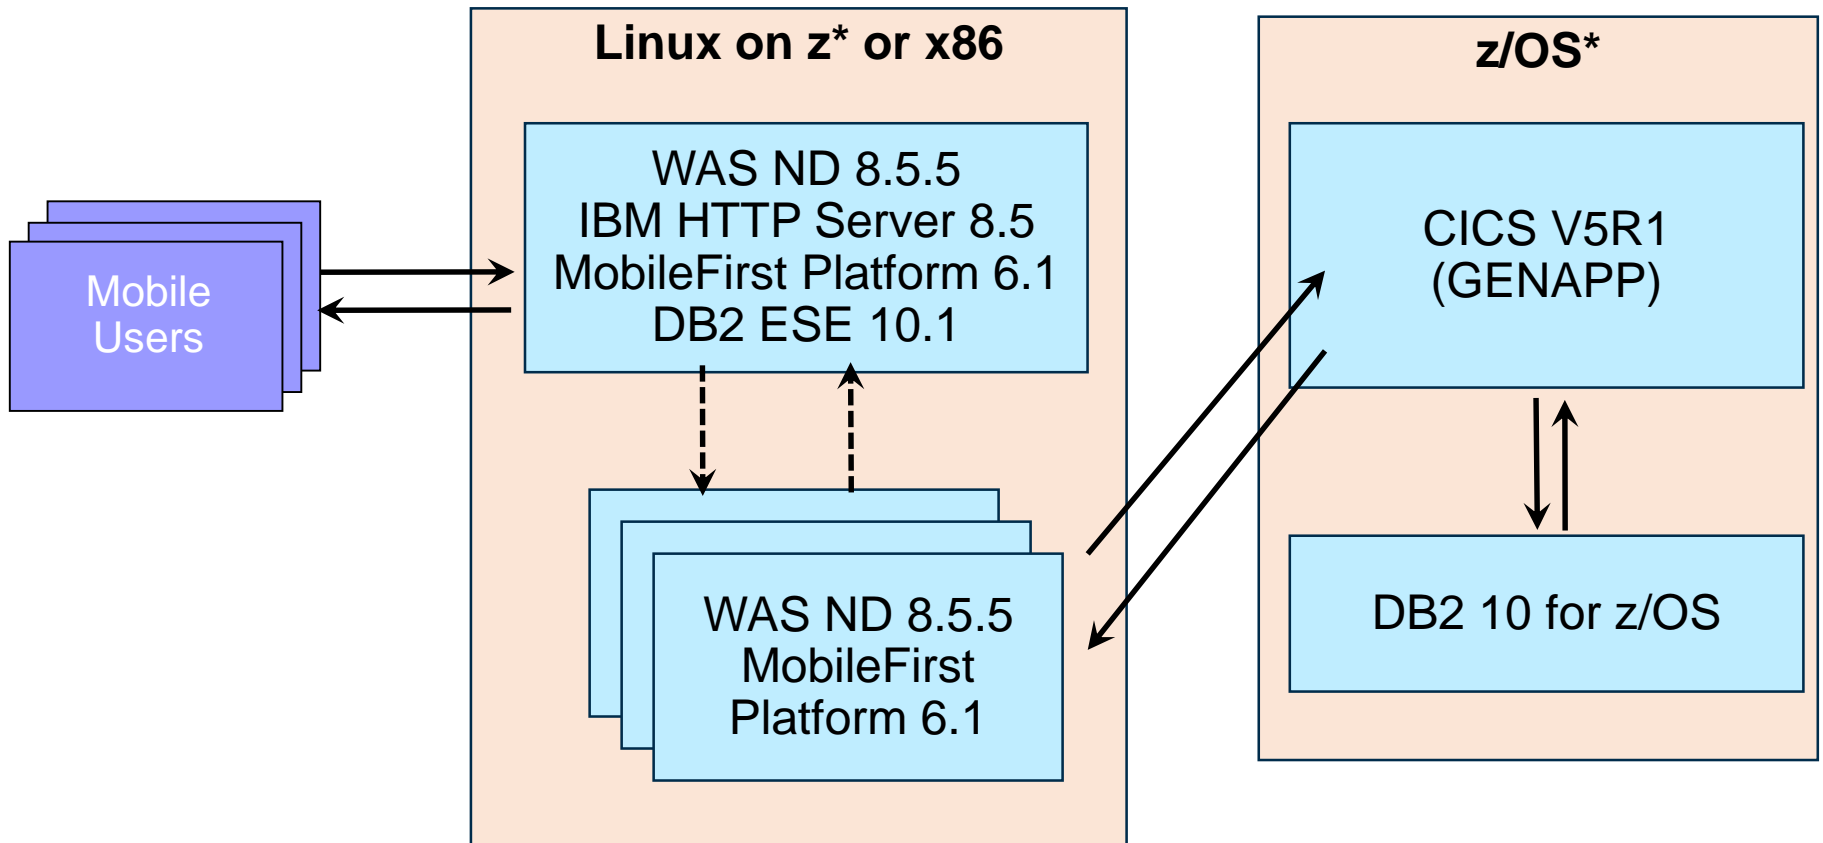 Linux on z* or x86
z/OS*
WAS ND 8.5.5
IBM HTTP Server 8.5
MobileFirst Platform 6.1
DB2 ESE 10.1
CICS V5R1
(GENAPP)
Mobile
Users
WAS ND 8.5.5
MobileFirst
Platform 6.1
DB2 10 for z/OS